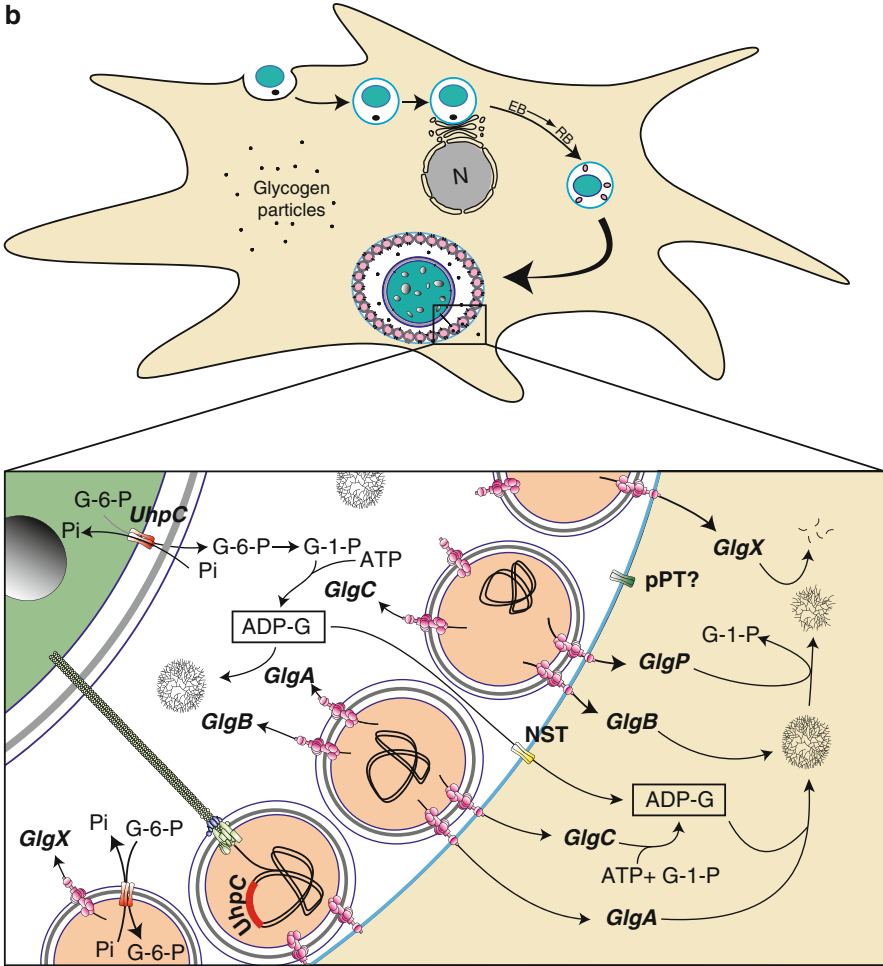 b
EB
RB
N
Glycogen
particles
G-6-P
UhpC
Pi
G-6-P
G-1-P
Pi
ATP
GlgX
GlgC
pPT?
ADP-G
G-1-P
GlgA
GlgP
GlgB
GlgB
NST
ADP-G
GlgX
Pi
G-6-P
GlgC
ATP+ G-1-P
UhpC
GlgA
Pi
G-6-P